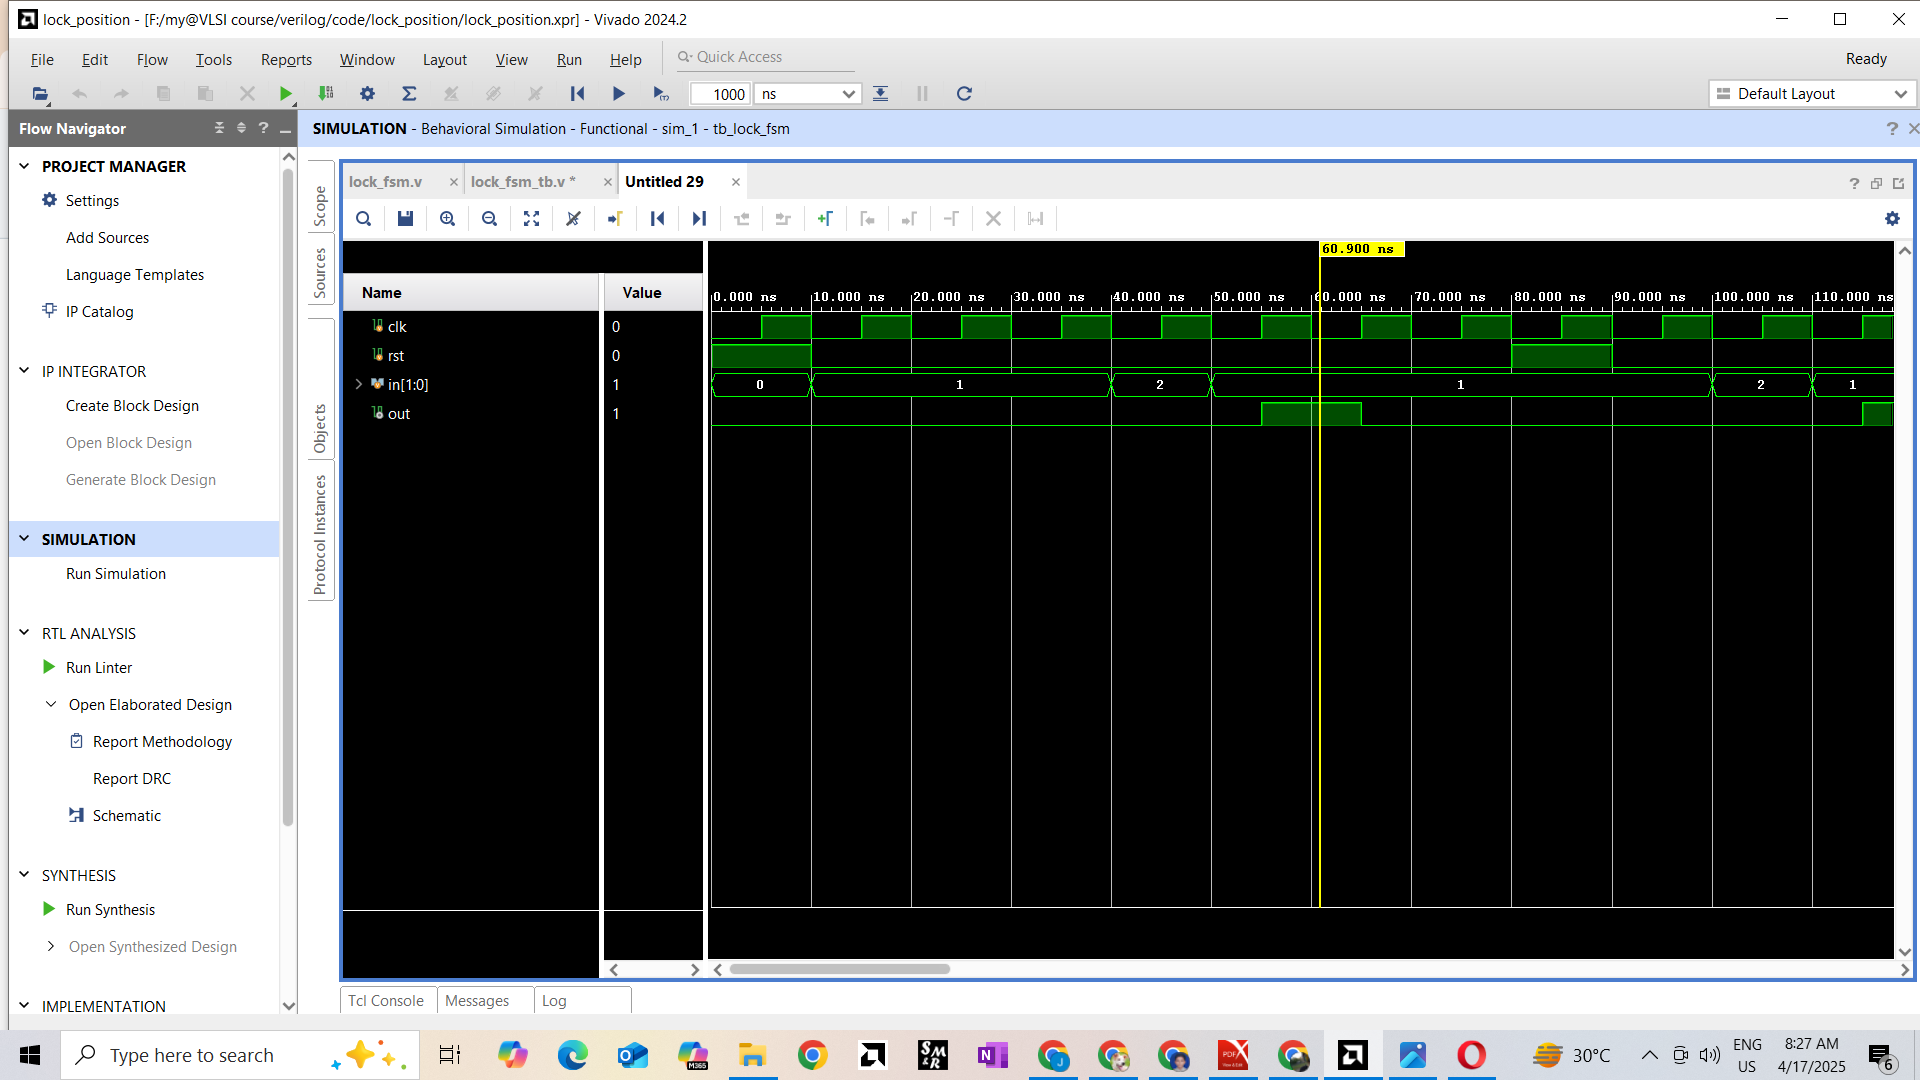 lock_position - [F:/my@VLSI course/verilog/code/lock_position/lock_position.xpr] - Vivado 2024.2
File Edit Flow Tools Reports Window Layout View Run Help Quick Access Ready
1000 ns Default Layout
Flow Navigator ? _
SIMULATION - Behavioral Simulation - Functional - sim_1 - tb_lock_fsm ?
PROJECT MANAGER
Settings
Add Sources
Language Templates
IP Catalog
IP INTEGRATOR
Create Block Design
Open Block Design
Generate Block Design
SIMULATION
Run Simulation
RTL ANALYSIS
Run Linter
Open Elaborated Design
Report Methodology
Report DRC
Schematic
SYNTHESIS
Run Synthesis
Open Synthesized Design
IMPLEMENTATION
Scope
Sources
Objects
Protocol Instances
lock_fsm.v lock_fsm_tb.v * Untitled 29 ?
60.900 ns
Name Value
0.000 ns 10.000 ns 20.000 ns 30.000 ns 40.000 ns 50.000 ns 60.000 ns 70.000 ns 80.000 ns 90.000 ns 100.000 ns 110.000 ns
clk 0
rst 0
in[1:0] 1 0 1 2 1 2 1
out 1
Tcl Console Messages Log
Type here to search
M365
SM
&R
N
J
PDF
30°C
ENG
US
8:27 AM
4/17/2025
6